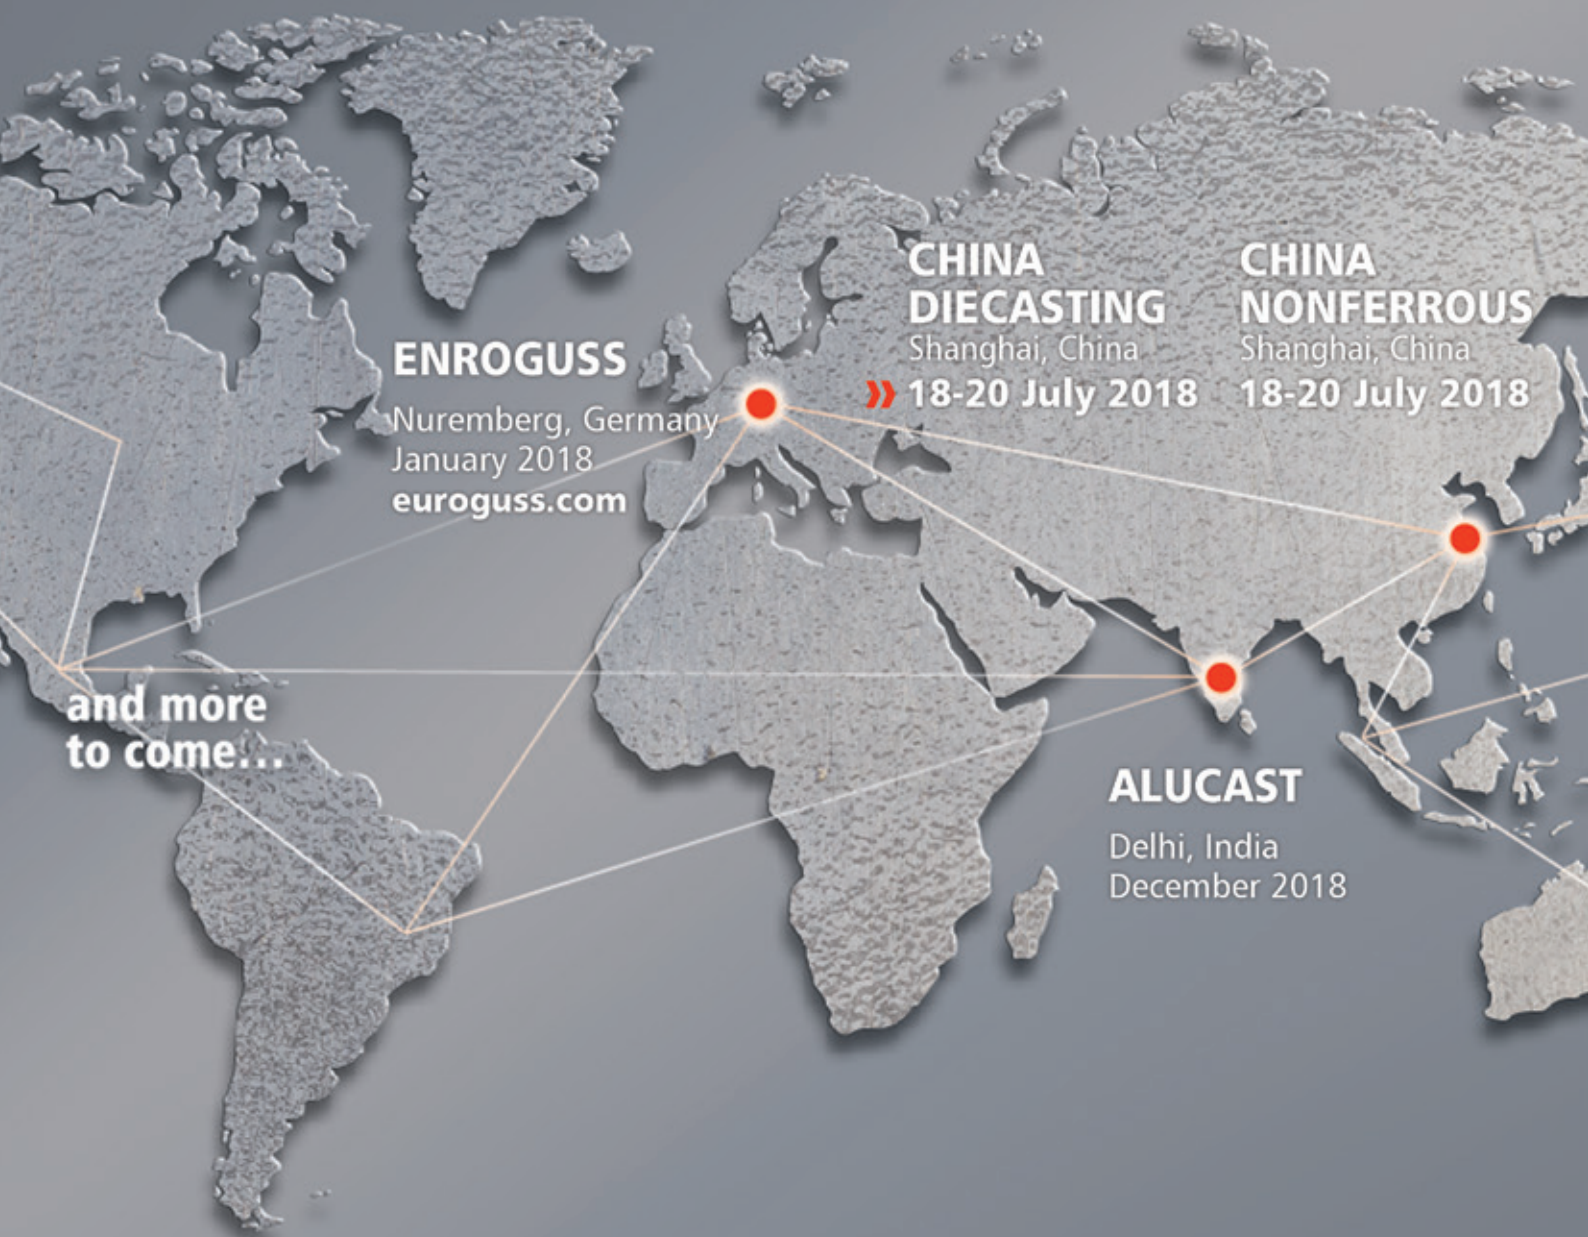 CHINA
DIECASTING
Shanghai, China
» 18-20 July 2018
CHINA
NONFERROUS
Shanghai, China
18-20 July 2018
ENROGUSS
Nuremberg, Germany
January 2018
euroguss.com
and more
to come...
ALUCAST
Delhi, India
December 2018